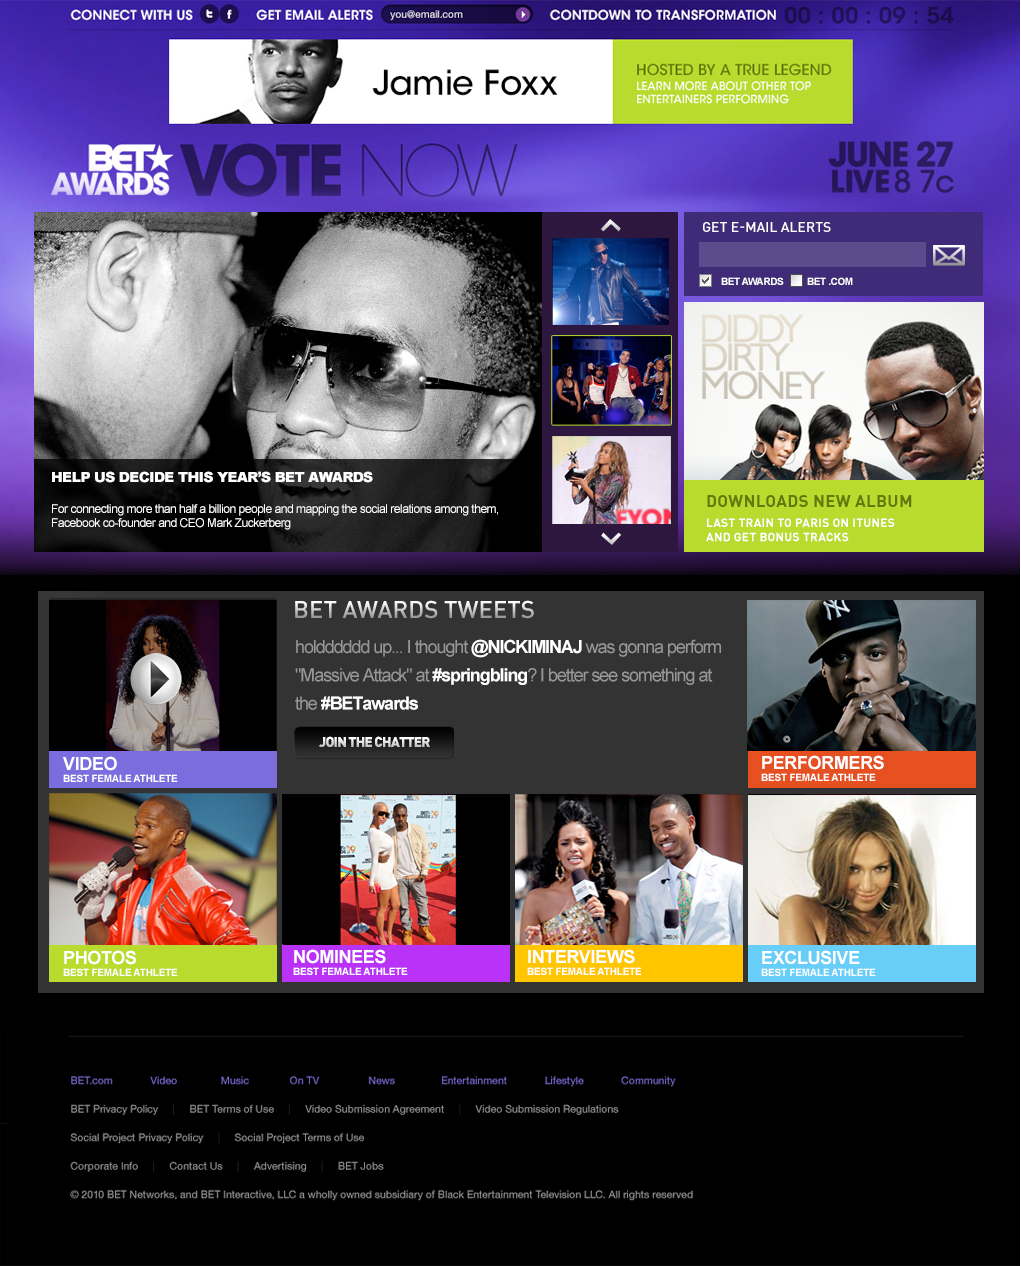 CONNECT WITH US
GET EMAIL ALERTS
you@email.com
CONTDOWN TO TRANSFORMATION
00 : 00 : 09 : 54
Jamie Foxx
HOSTED BY A TRUE LEGEND
LEARN MORE ABOUT OTHER TOP
ENTERTAINERS PERFORMING
BET★
AWARDS
VOTE NOW
JUNE 27
LIVE 8 7c
HELP US DECIDE THIS YEAR'S BET AWARDS
For connecting more than half a billion people and mapping the social relations among them,
Facebook co-founder and CEO Mark Zuckerberg
EYON
GET E-MAIL ALERTS
BET AWARDS
BET .COM
DIDDY
DIRTY
MONEY
DOWNLOADS NEW ALBUM
LAST TRAIN TO PARIS ON ITUNES
AND GET BONUS TRACKS
VIDEO
BEST FEMALE ATHLETE
BET AWARDS TWEETS
holddddddd up... I thought @NICKIMINAJ was gonna perform
"Massive Attack" at #springbling? I better see something at
the #BETawards
JOIN THE CHATTER
PERFORMERS
BEST FEMALE ATHLETE
PHOTOS
BEST FEMALE ATHLETE
NOMINEES
BEST FEMALE ATHLETE
INTERVIEWS
BEST FEMALE ATHLETE
EXCLUSIVE
BEST FEMALE ATHLETE
BET.com Video Music On TV News Entertainment Lifestyle Community
BET Privacy Policy | BET Terms of Use | Video Submission Agreement | Video Submission Regulations
Social Project Privacy Policy | Social Project Terms of Use
Corporate Info | Contact Us | Advertising | BET Jobs
© 2010 BET Networks, and BET Interactive, LLC a wholly owned subsidiary of Black Entertainment Television LLC. All rights reserved